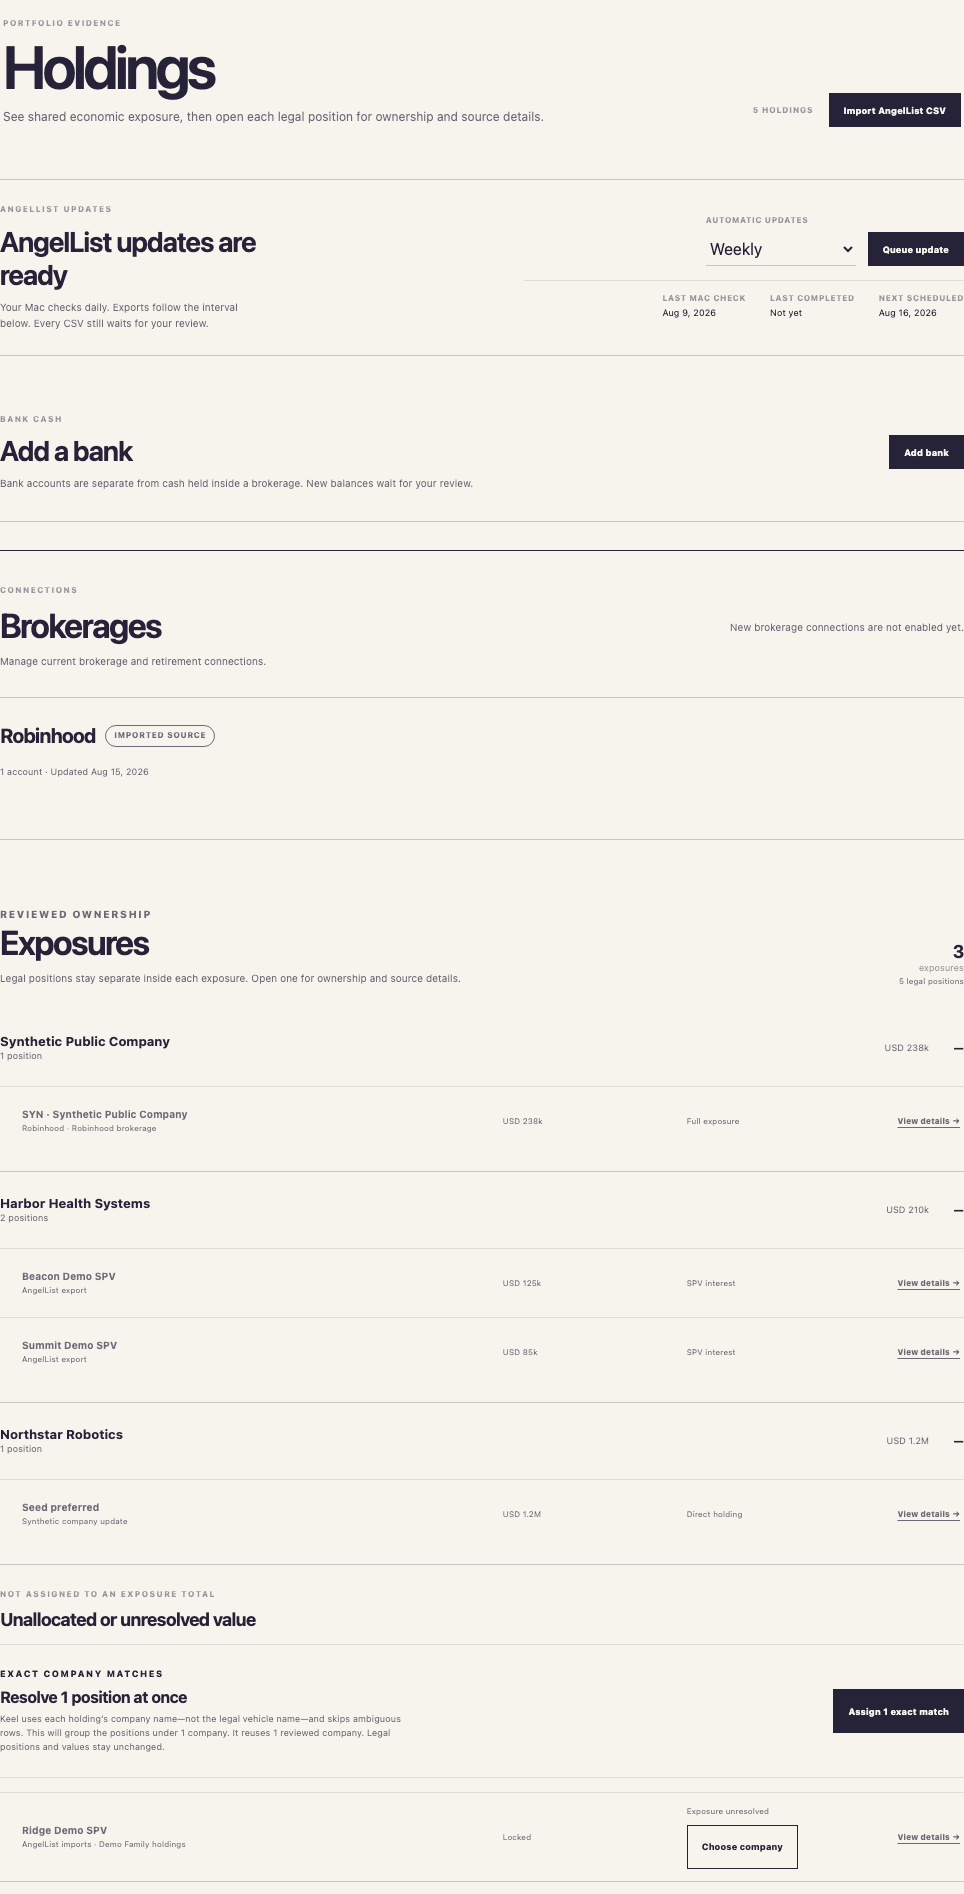 PORTFOLIO EVIDENCE
Holdings
See shared economic exposure, then open each legal position for ownership and source details.
5 HOLDINGS
Import AngelList CSV
ANGELLIST UPDATES
AngelList updates are
ready
Your Mac checks daily. Exports follow the interval
below. Every CSV still waits for your review.
AUTOMATIC UPDATES
Weekly
Queue update
LAST MAC CHECK
Aug 9, 2026
LAST COMPLETED
Not yet
NEXT SCHEDULED
Aug 16, 2026
BANK CASH
Add a bank
Bank accounts are separate from cash held inside a brokerage. New balances wait for your review.
Add bank
CONNECTIONS
Brokerages
Manage current brokerage and retirement connections.
New brokerage connections are not enabled yet.
Robinhood
IMPORTED SOURCE
1 account · Updated Aug 15, 2026
REVIEWED OWNERSHIP
Exposures
Legal positions stay separate inside each exposure. Open one for ownership and source details.
3
exposures
5 legal positions
Synthetic Public Company
1 position
USD 238k
—
SYN · Synthetic Public Company
Robinhood · Robinhood brokerage
USD 238k
Full exposure
View details →
Harbor Health Systems
2 positions
USD 210k
—
Beacon Demo SPV
AngelList export
USD 125k
SPV interest
View details →
Summit Demo SPV
AngelList export
USD 85k
SPV interest
View details →
Northstar Robotics
1 position
USD 1.2M
—
Seed preferred
Synthetic company update
USD 1.2M
Direct holding
View details →
NOT ASSIGNED TO AN EXPOSURE TOTAL
Unallocated or unresolved value
EXACT COMPANY MATCHES
Resolve 1 position at once
Keel uses each holding's company name—not the legal vehicle name—and skips ambiguous
rows. This will group the positions under 1 company. It reuses 1 reviewed company. Legal
positions and values stay unchanged.
Assign 1 exact match
Ridge Demo SPV
AngelList imports · Demo Family holdings
Locked
Exposure unresolved
Choose company
View details →